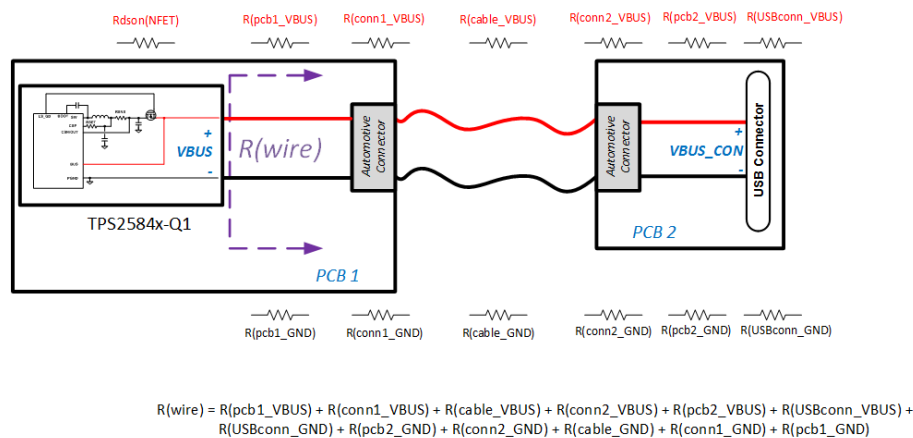 Rdson(NFET) R(pcb1_VBUS) R(conn1_VBUS) R(cable_VBUS) R(conn2_VBUS) R(pcb2_VBUS) R(USBconn_VBUS)
+
VBUS
-
R(wire)
Automotive
Connector
TPS2584x-Q1
PCB 1
Automotive
Connector
+
VBUS_CON
-
USB Connector
PCB 2
R(pcb1_GND) R(conn1_GND) R(cable_GND) R(conn2_GND) R(pcb2_GND) R(USBconn_GND)
R(wire) = R(pcb1_VBUS) + R(conn1_VBUS) + R(cable_VBUS) + R(conn2_VBUS) + R(pcb2_VBUS) + R(USBconn_VBUS) +
R(USBconn_GND) + R(pcb2_GND) + R(conn2_GND) + R(cable_GND) + R(conn1_GND) + R(pcb1_GND)